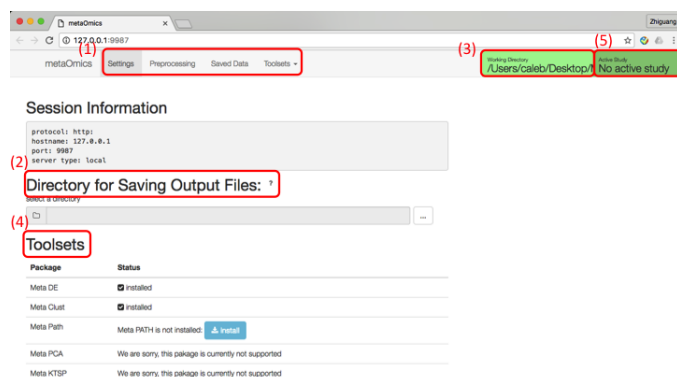 metaOmics
Zhiguang
127.0.0.1:9987
(1)
(3)
(5)
metaOmics Settings Preprocessing Saved Data Toolsets
Working Directory
/Users/caleb/Desktop/
Active Study
No active study
Session Information
protocol: http:
hostname: 127.0.0.1
port: 9987
server type: local
(2)
Directory for Saving Output Files: ?
select a directory
...
(4)
Toolsets
Package Status
Meta DE installed
Meta Clust installed
Meta Path Meta PATH is not installed: install
Meta PCA We are sorry, this pakage is currently not supported
Meta KTSP We are sorry, this pakage is currently not supported